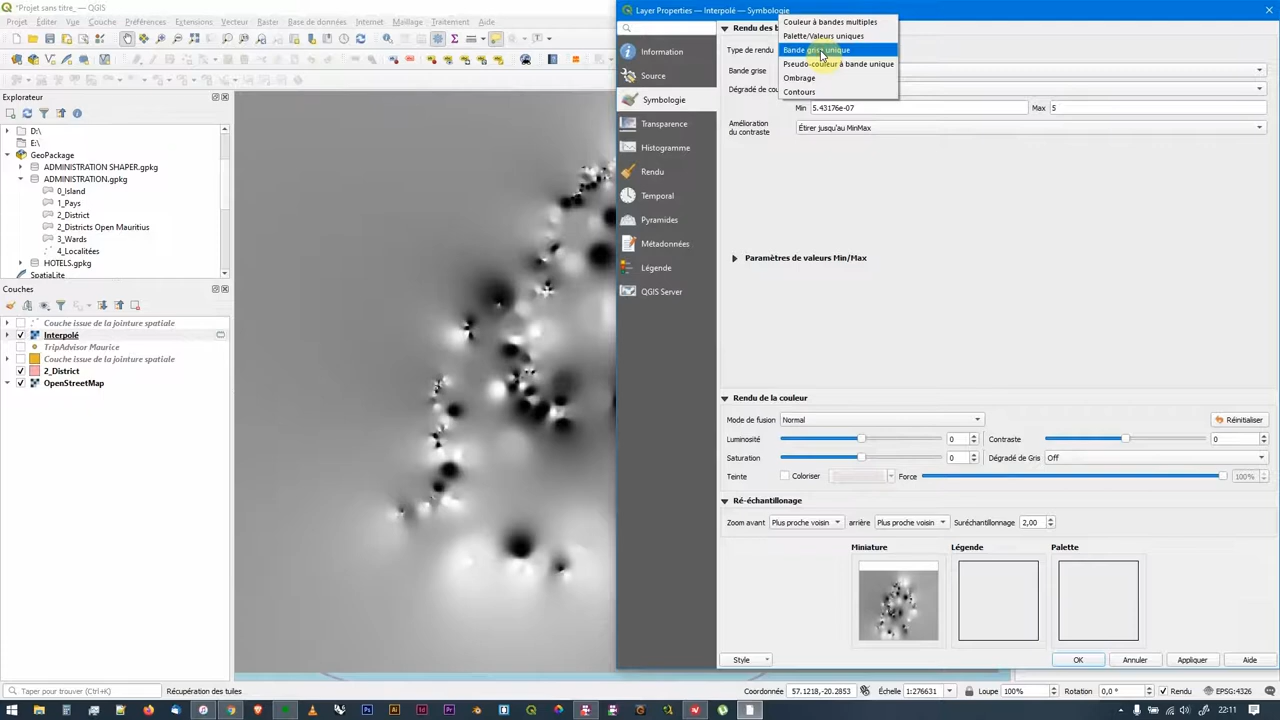 *Projet sans titre_ — QGIS
Projet Éditer Vue Couche Préférences Extensions Vecteur Raster Base de données Internet Maillage
Explorateur
D:\
E:\
GeoPackage
ADMINISTRATION SHAPER.gpkg
ADMINISTRATION.gpkg
0_Island
1_Pays
2_District
2_Districts Open Mauritius
3_Wards
4_Localitées
HOTELS.gpkg
SpatiaLite
Couches
Couche issue de la jointure spatiale
Interpolé
TripAdvisor Maurice
Couche issue de la jointure spatiale
2_District
OpenStreetMap
Layer Properties — Interpolé — Symbologie
Information
Source
Symbologie
Transparence
Histogramme
Rendu
Temporal
Pyramides
Métadonnées
Légende
QGIS Server
Rendu des b
Type de rendu
Couleur à bandes multiples
Palette/Valeurs uniques
Bande grise unique
Pseudo-couleur à bande unique
Ombrage
Contours
Bande grise
Dégradé de cou
Min 5.43176e-07 Max 5
Amélioration
du contraste
Étirer jusqu'au MinMax
Paramètres de valeurs Min/Max
Rendu de la couleur
Mode de fusion Normal Réinitialiser
Luminosité 0 Contraste 0
Saturation 0 Dégradé de Gris Off
Teinte Coloriser Force 100%
Ré-échantillonage
Zoom avant Plus proche voisin arrière Plus proche voisin Suréchantillonnage 2,00
Miniature Légende Palette
Style OK Annuler Appliquer Aide
Taper pour trouver (Ctrl+K) Récupération des tuiles Coordonnée 57.1218,-20.2853 Échelle 1:276631 Loupe 100% Rotation 0,0 ° Rendu EPSG:4326
22:11